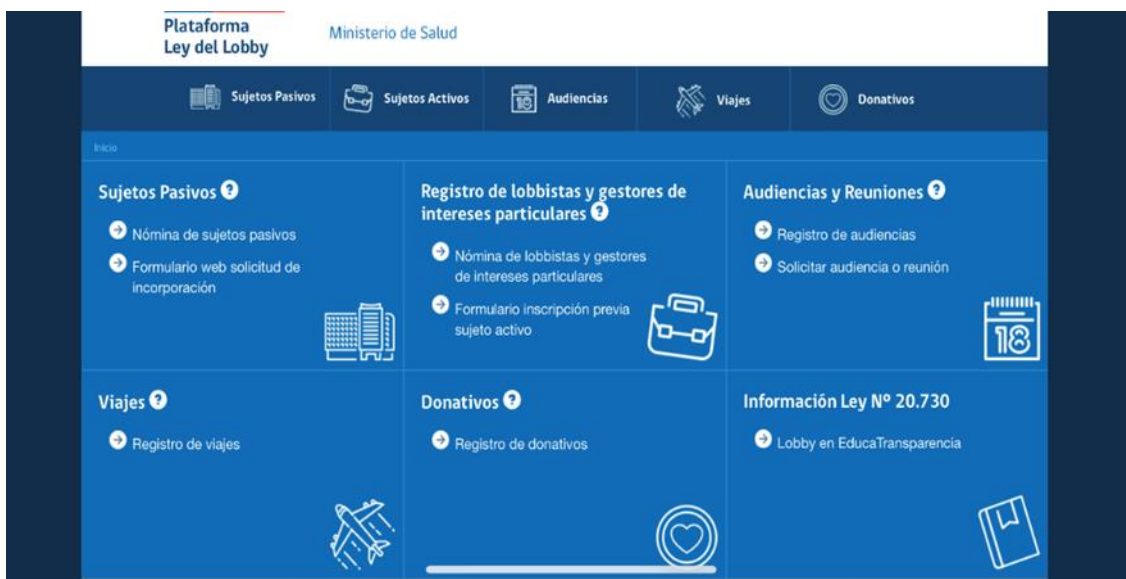 Plataforma
Ley del Lobby
Ministerio de Salud
Sujetos Pasivos
Sujetos Activos
18
Audiencias
Viajes
Donativos
Inicio
Sujetos Pasivos ?
Nómina de sujetos pasivos
Formulario web solicitud de
incorporación
Registro de lobbistas y gestores de
intereses particulares ?
Nómina de lobbistas y gestores
de intereses particulares
Formulario inscripción previa
sujeto activo
Audiencias y Reuniones ?
Registro de audiencias
Solicitar audiencia o reunión
18
Viajes ?
Registro de viajes
Donativos ?
Registro de donativos
Información Ley Nº 20.730
Lobby en EducaTransparencia